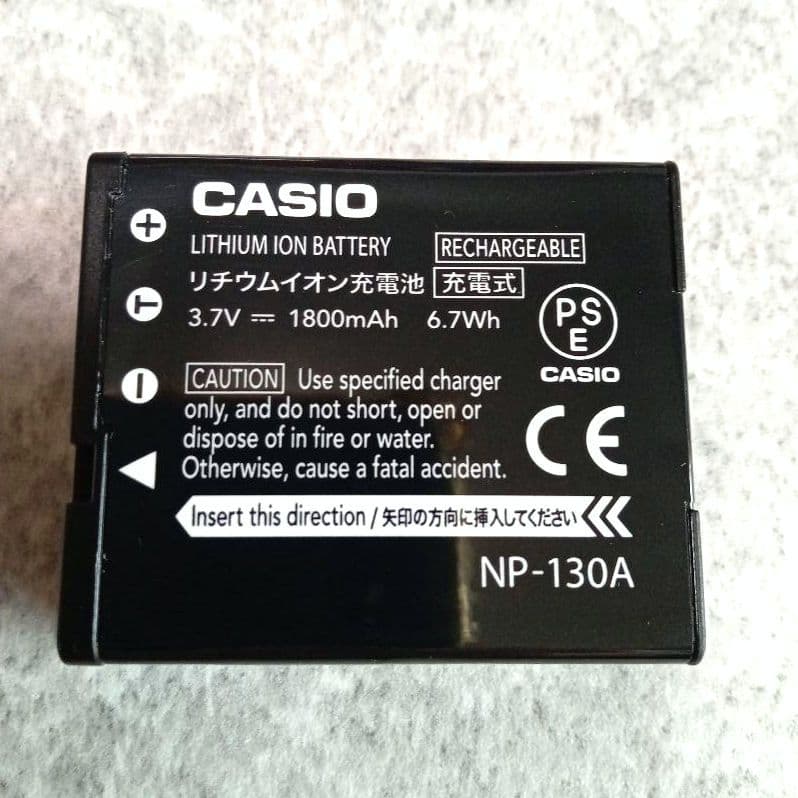 CASIO
LITHIUM ION BATTERY RECHARGEABLE
リチウムイオン充電池 充電式
3.7V ⎓ 1800mAh 6.7Wh
+
T
−
PSE
CASIO
CAUTION Use specified charger
only, and do not short, open or
dispose of in fire or water.
Otherwise, cause a fatal accident.
CE
Insert this direction / 矢印の方向に挿入してください
NP-130A